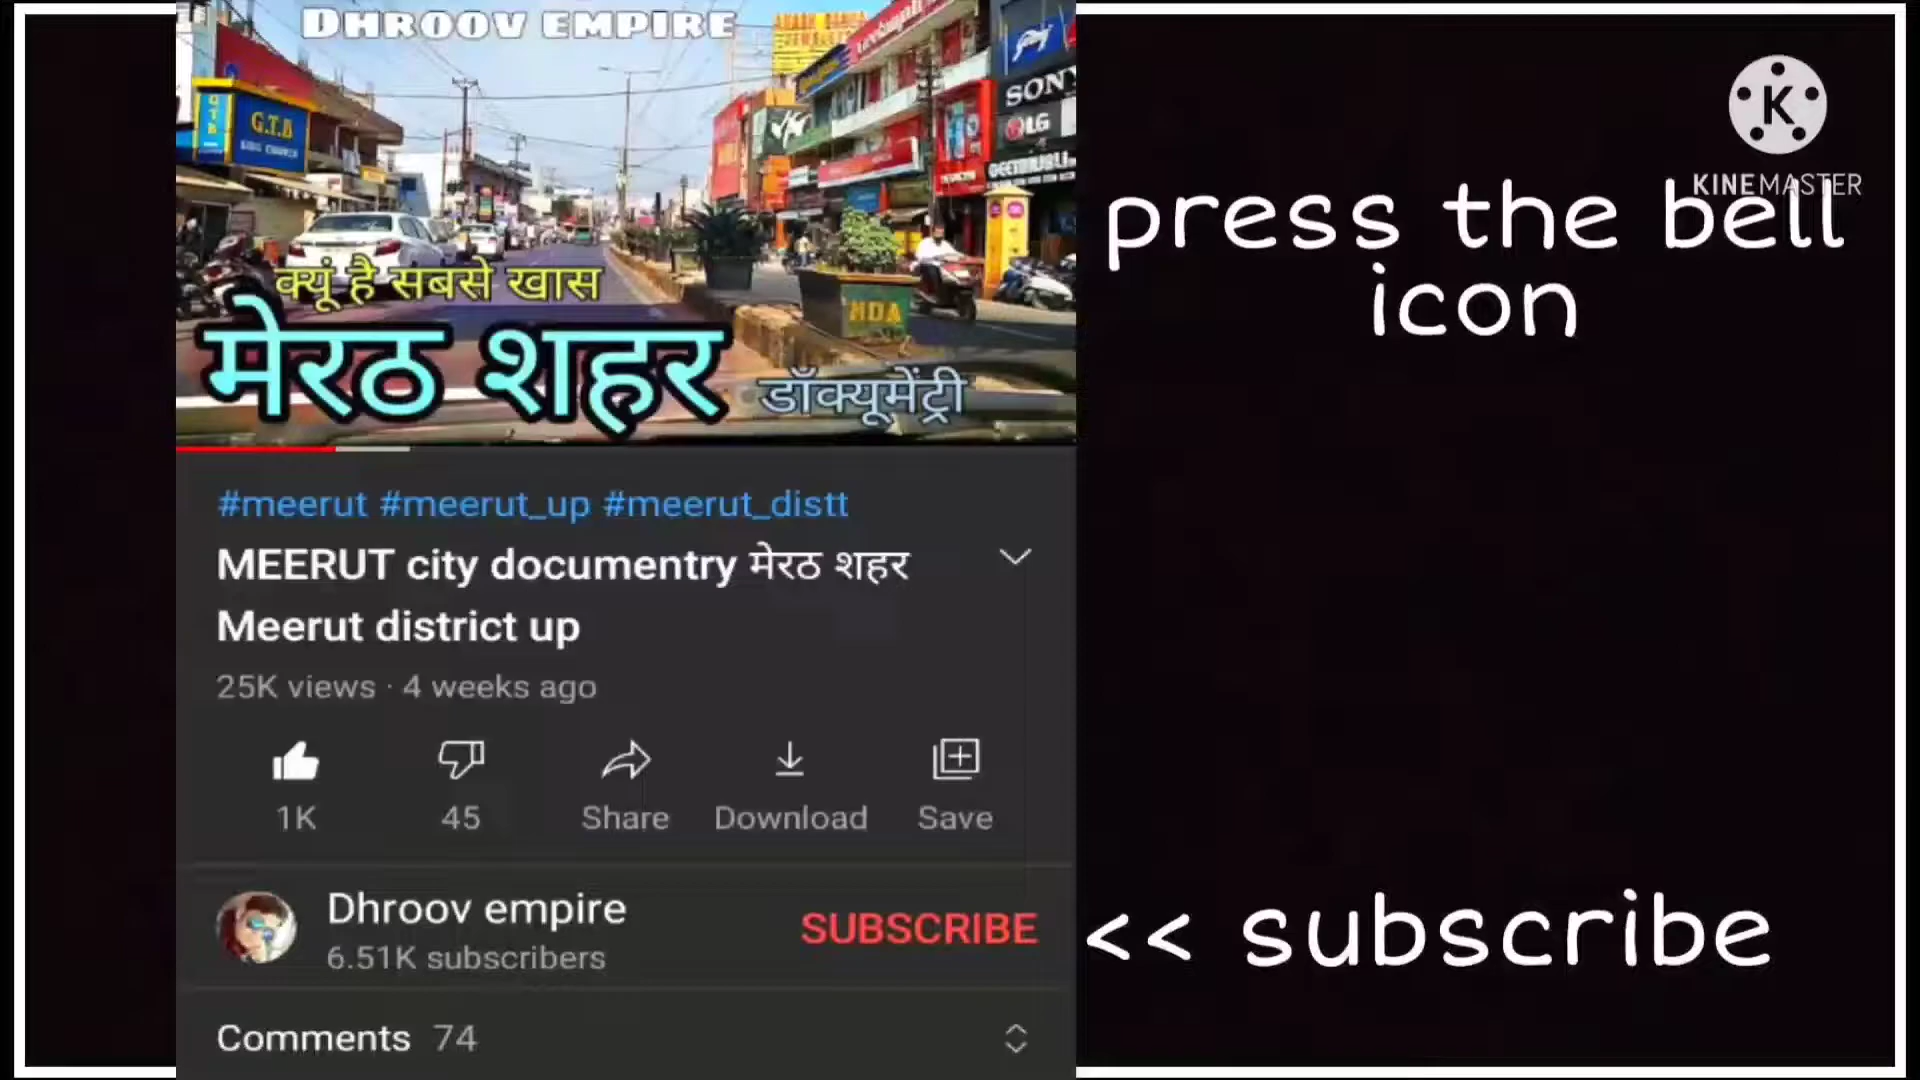 DHROOV EMPIRE
G.T.B
SONY
LG
क्यूं है सबसे खास
MDA
मेरठ शहर
डॉक्यूमेंट्री
#meerut #meerut_up #meerut_distt
MEERUT city documentry मेरठ शहर
Meerut district up
25K views · 4 weeks ago
1K
45
Share
Download
Save
Dhroov empire
6.51K subscribers
SUBSCRIBE
Comments 74
K
KINEMASTER
press the bell
icon
<< subscribe